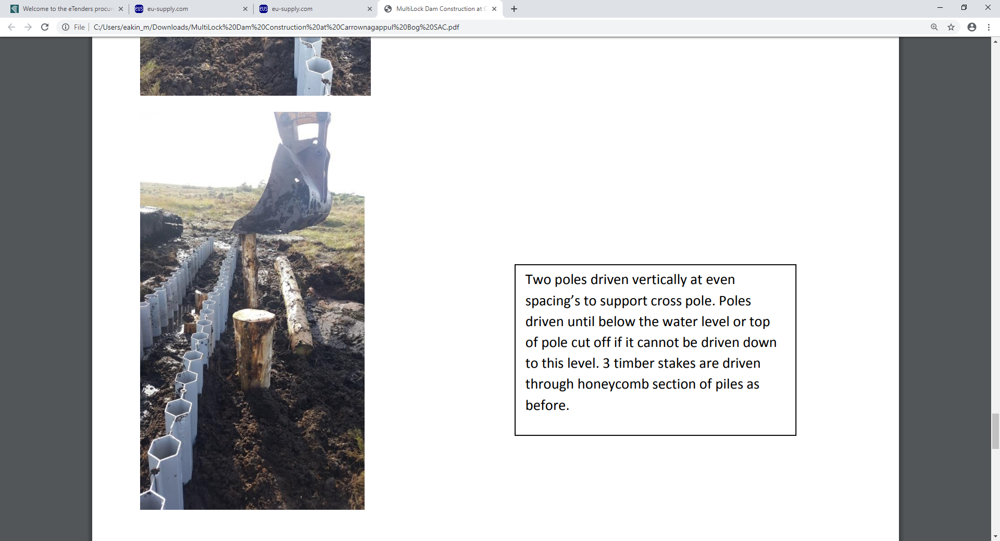 Welcome to the eTenders procur
eu-supply.com
eu-supply.com
MultiLock Dam Construction at C
File
C:/Users/eakin_m/Downloads/MultiLock%20Dam%20Construction%20at%20Carrownagappul%20Bog%20SAC.pdf
Two poles driven vertically at even
spacing’s to support cross pole. Poles
driven until below the water level or top
of pole cut off if it cannot be driven down
to this level. 3 timber stakes are driven
through honeycomb section of piles as
before.